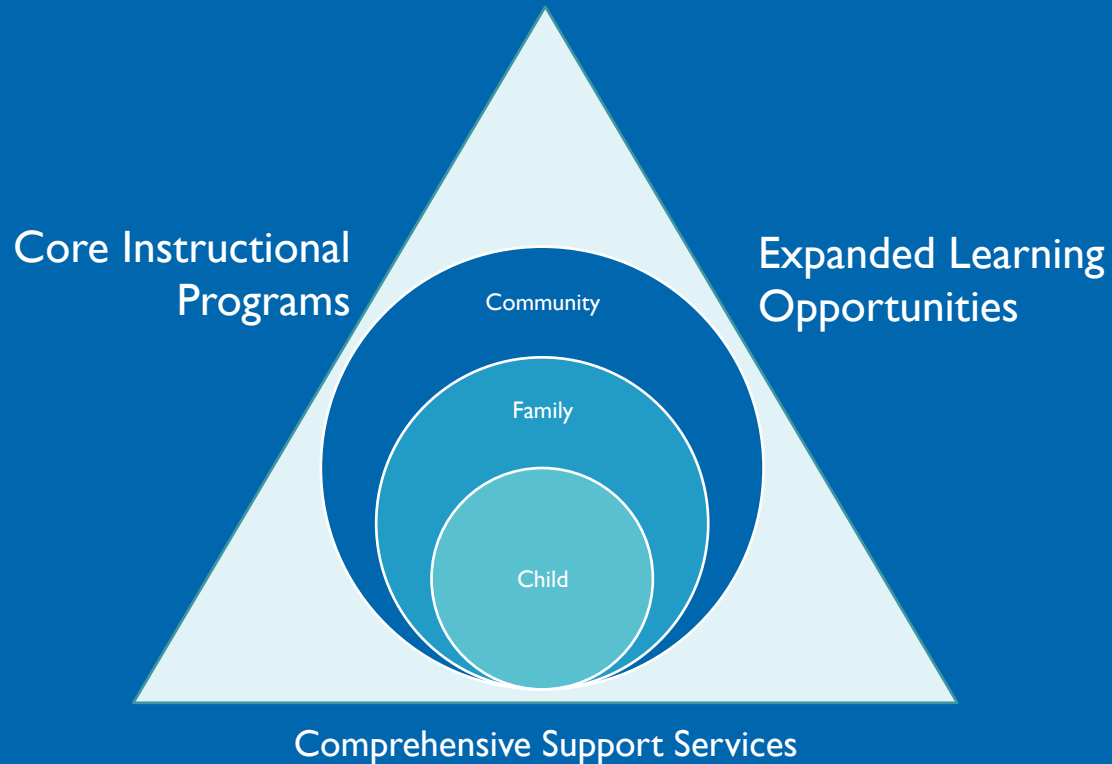 Core Instructional
Programs
Expanded Learning
Opportunities
Community
Family
Child
Comprehensive Support Services